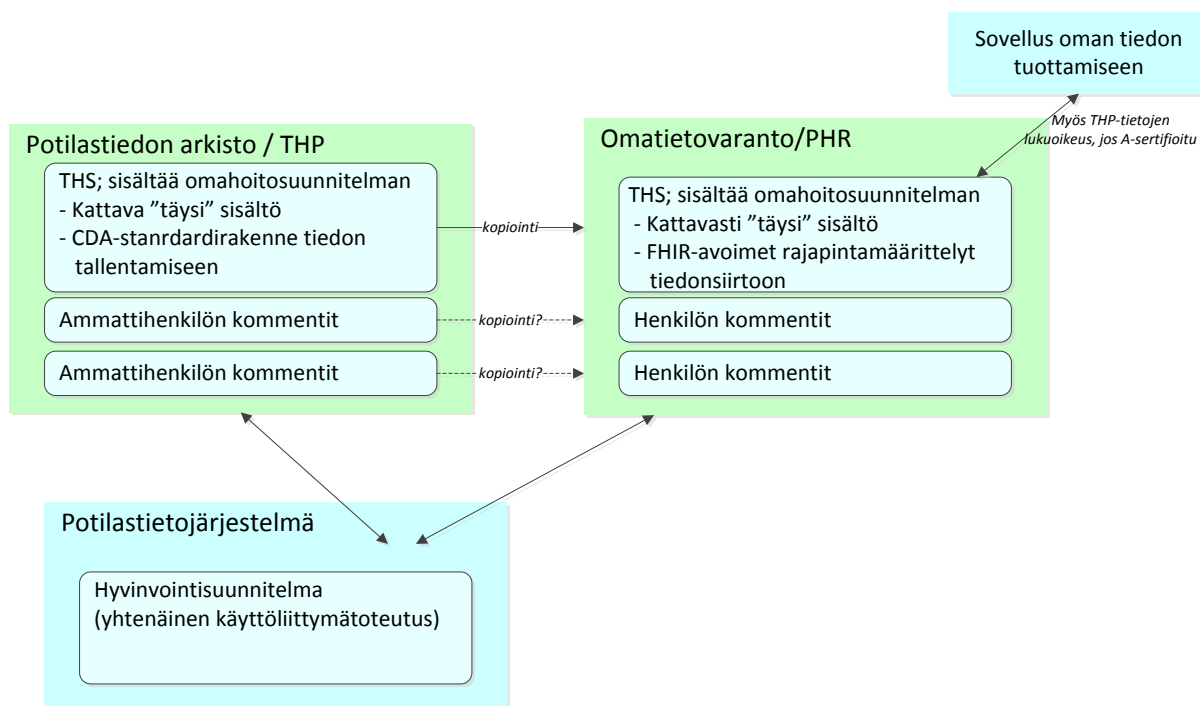 Sovellus oman tiedon
tuottamiseen
Myös THP-tietojen
lukuoikeus, jos A-sertifioitu
Potilastiedon arkisto / THP
THS; sisältää omahoitosuunnitelman
- Kattava ”täysi” sisältö
- CDA-stanrdardirakenne tiedon
tallentamiseen
Ammattihenkilön kommentit
Ammattihenkilön kommentit
kopiointi
kopiointi?
kopiointi?
Omatietovaranto/PHR
THS; sisältää omahoitosuunnitelman
- Kattavasti ”täysi” sisältö
- FHIR-avoimet rajapintamäärittelyt
tiedonsiirtoon
Henkilön kommentit
Henkilön kommentit
Potilastietojärjestelmä
Hyvinvointisuunnitelma
(yhtenäinen käyttöliittymätoteutus)